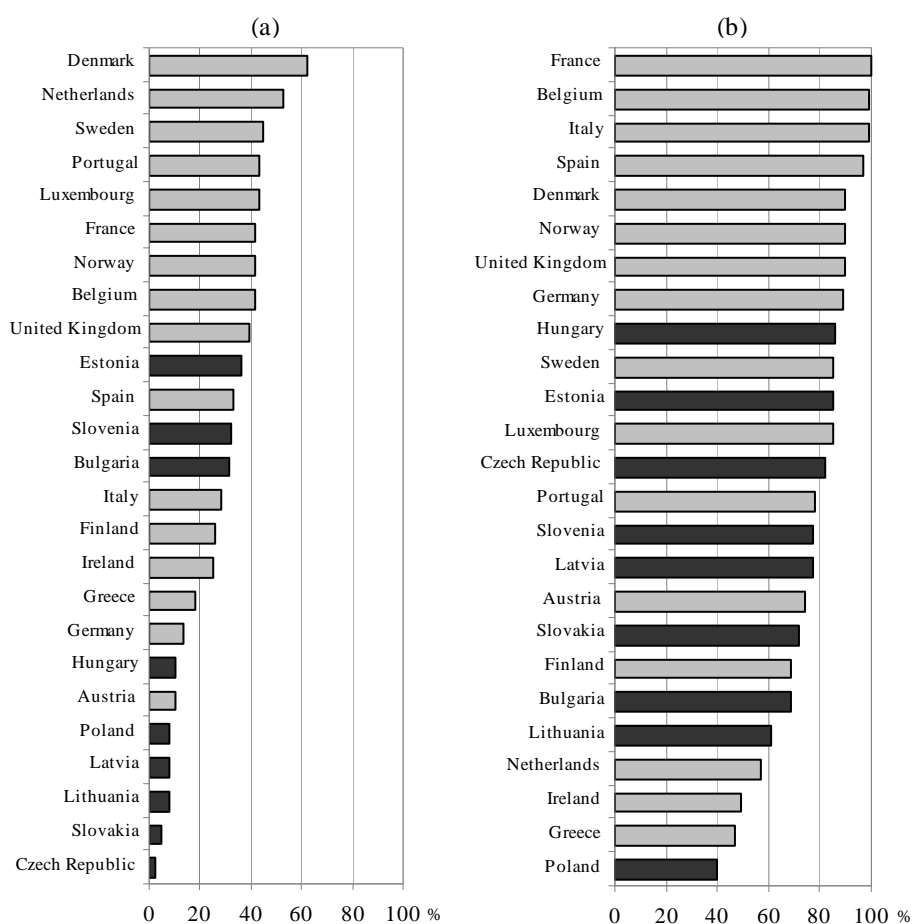 (a)
Denmark
Netherlands
Sweden
Portugal
Luxembourg
France
Norway
Belgium
United Kingdom
Estonia
Spain
Slovenia
Bulgaria
Italy
Finland
Ireland
Greece
Germany
Hungary
Austria
Poland
Latvia
Lithuania
Slovakia
Czech Republic
0 20 40 60 80 100 %
(b)
France
Belgium
Italy
Spain
Denmark
Norway
United Kingdom
Germany
Hungary
Sweden
Estonia
Luxembourg
Czech Republic
Portugal
Slovenia
Latvia
Austria
Slovakia
Finland
Bulgaria
Lithuania
Netherlands
Ireland
Greece
Poland
0 20 40 60 80 100 %